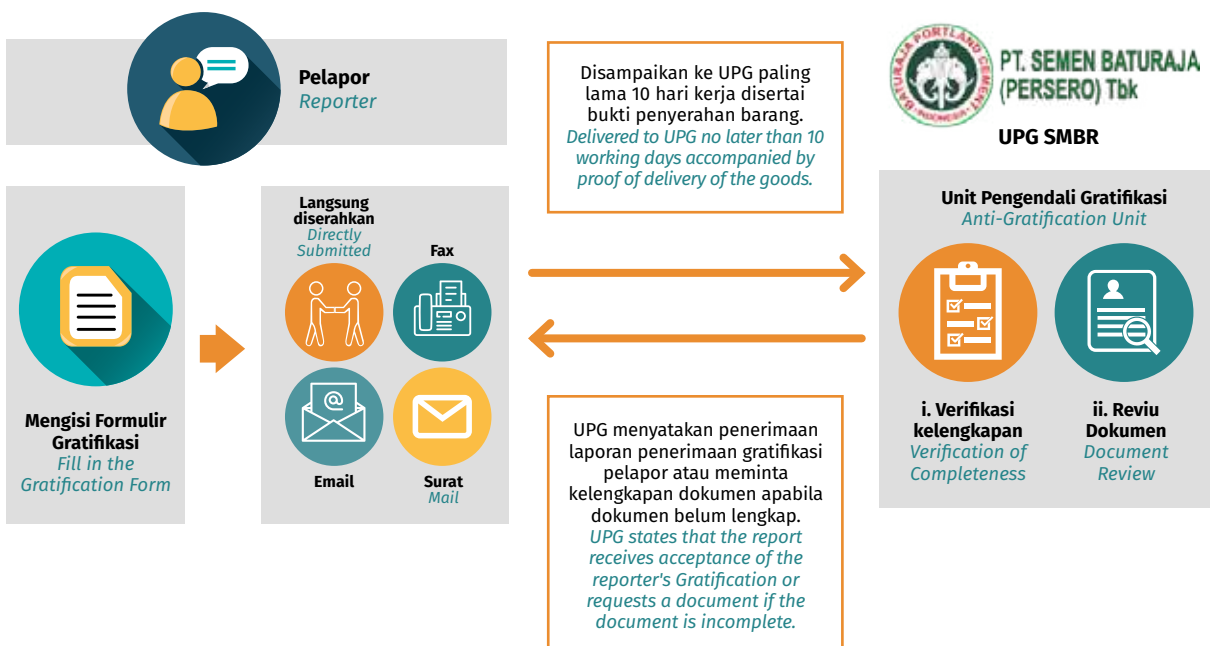 Pelapor
Reporter
Mengisi Formulir
Gratifikasi
Fill in the
Gratification Form
Langsung
diserahkan
Directly
Submitted
Fax
@
Email
Surat
Mail
Disampaikan ke UPG paling
lama 10 hari kerja disertai
bukti penyerahan barang.
Delivered to UPG no later than 10
working days accompanied by
proof of delivery of the goods.
UPG menyatakan penerimaan
laporan penerimaan gratifikasi
pelapor atau meminta
kelengkapan dokumen apabila
dokumen belum lengkap.
UPG states that the report
receives acceptance of the
reporter's Gratification or
requests a document if the
document is incomplete.
BATURAJA PORTLAND CEMENT
INDONESIA
PT. SEMEN BATURAJA
(PERSERO) Tbk
UPG SMBR
Unit Pengendali Gratifikasi
Anti-Gratification Unit
i. Verifikasi
kelengkapan
Verification of
Completeness
ii. Reviu
Dokumen
Document
Review